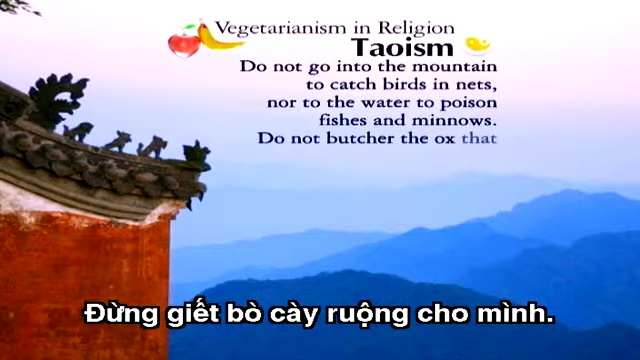 Vegetarianism in Religion
Taoism
Do not go into the mountain
to catch birds in nets,
nor to the water to poison
fishes and minnows.
Do not butcher the ox that
Đừng giết bò cày ruộng cho mình.